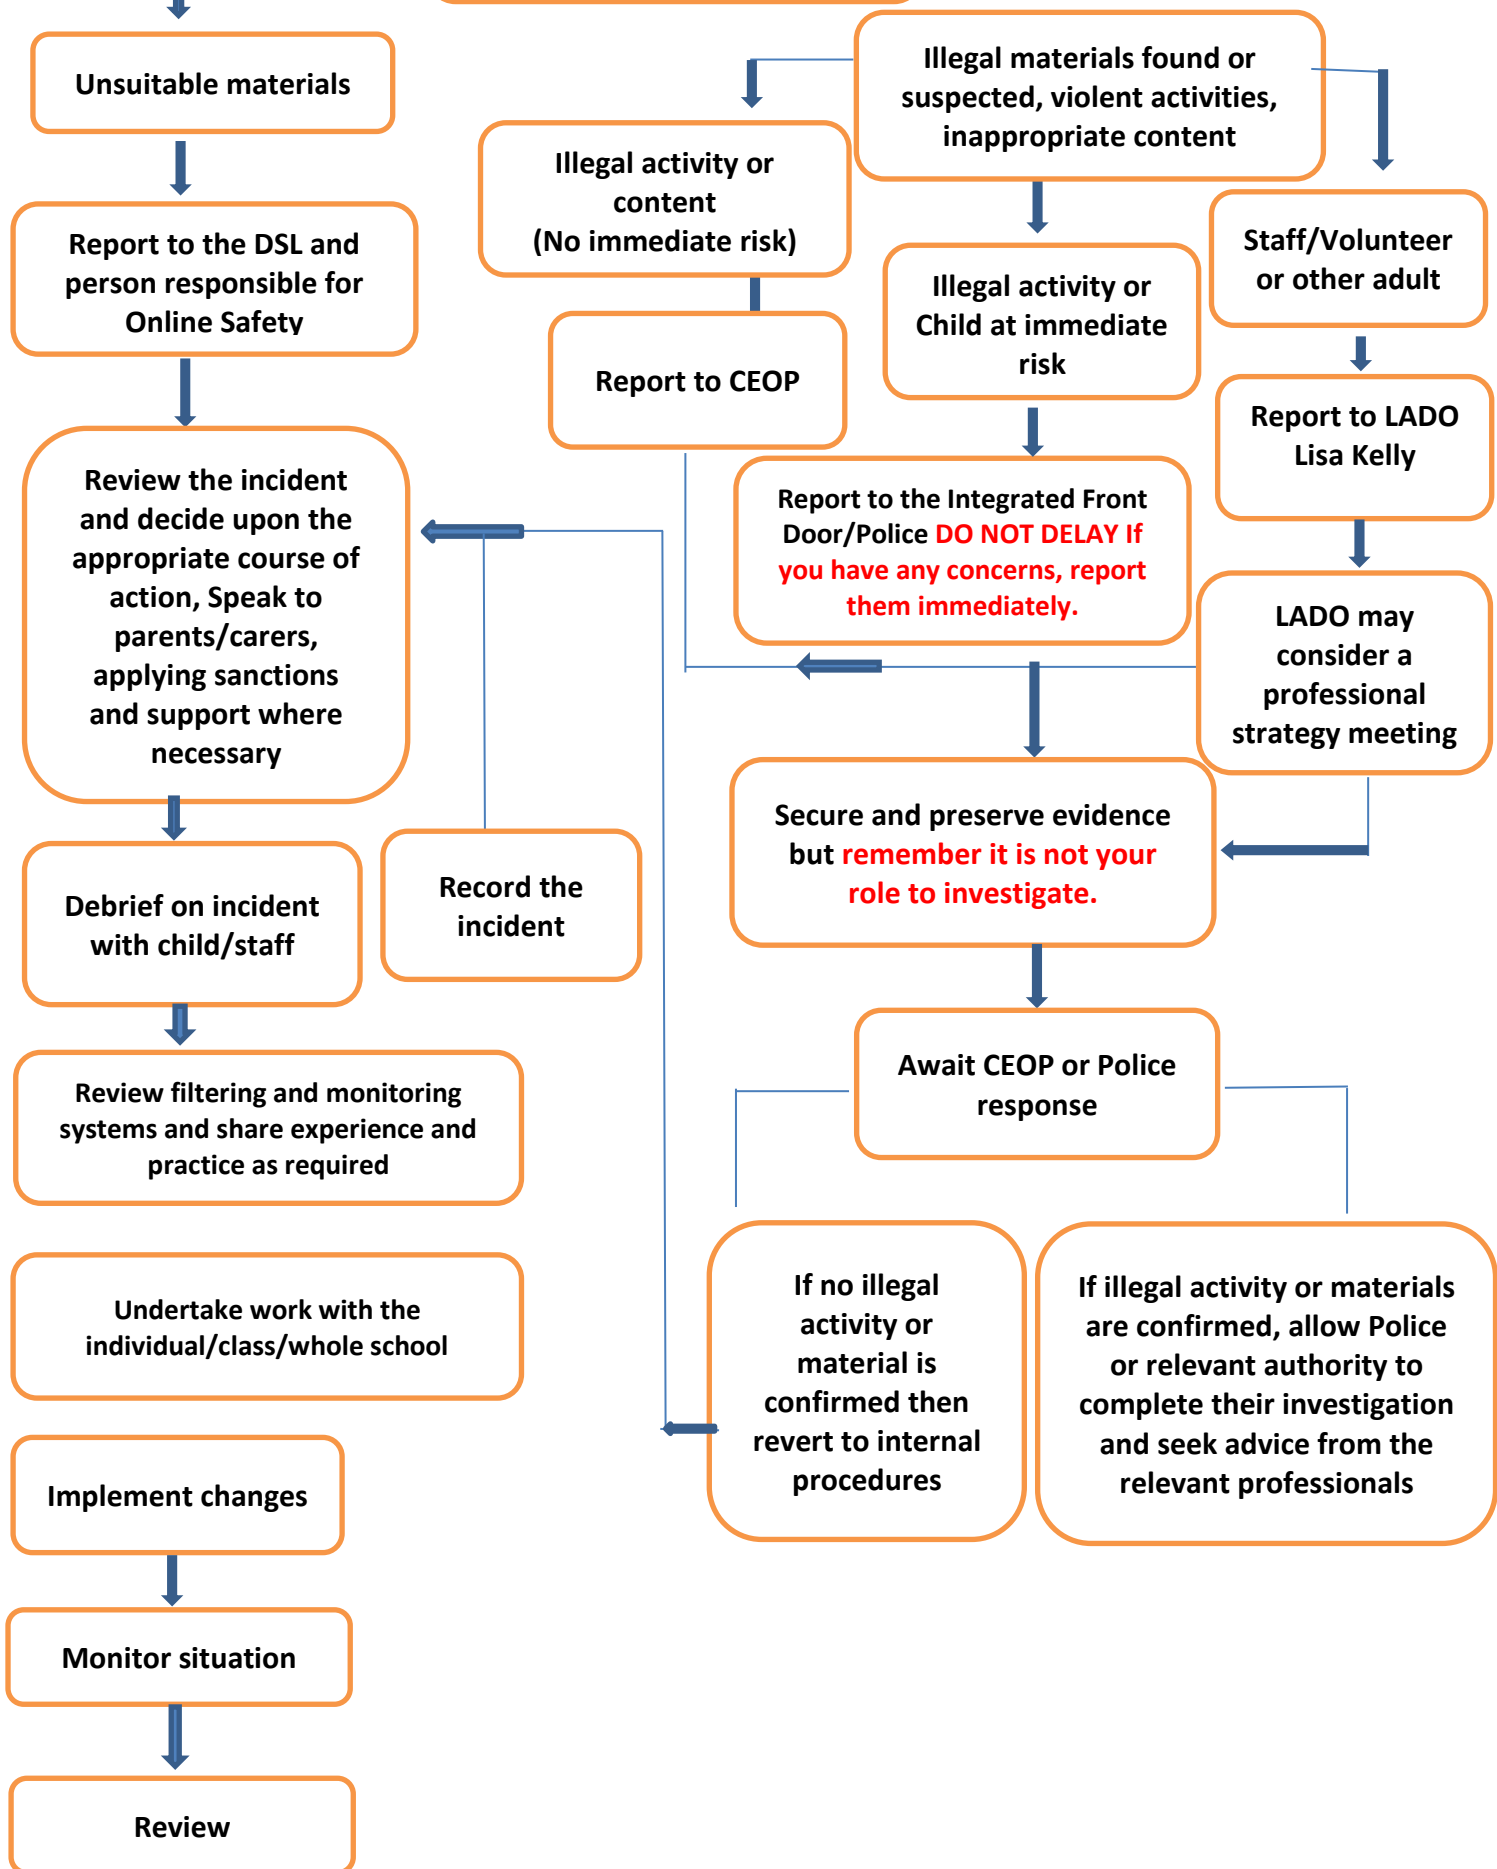 Unsuitable materials
Report to the DSL and
person responsible for
Online Safety
Review the incident
and decide upon the
appropriate course of
action, Speak to
parents/carers,
applying sanctions
and support where
necessary
Debrief on incident
with child/staff
Record the
incident
Review filtering and monitoring
systems and share experience and
practice as required
Undertake work with the
individual/class/whole school
Implement changes
Monitor situation
Review
Illegal materials found or
suspected, violent activities,
inappropriate content
Illegal activity or
content
(No immediate risk)
Report to CEOP
Illegal activity or
Child at immediate
risk
Report to the Integrated Front
Door/Police DO NOT DELAY If
you have any concerns, report
them immediately.
Staff/Volunteer
or other adult
Report to LADO
Lisa Kelly
LADO may
consider a
professional
strategy meeting
Secure and preserve evidence
but remember it is not your
role to investigate.
Await CEOP or Police
response
If no illegal
activity or
material is
confirmed then
revert to internal
procedures
If illegal activity or materials
are confirmed, allow Police
or relevant authority to
complete their investigation
and seek advice from the
relevant professionals